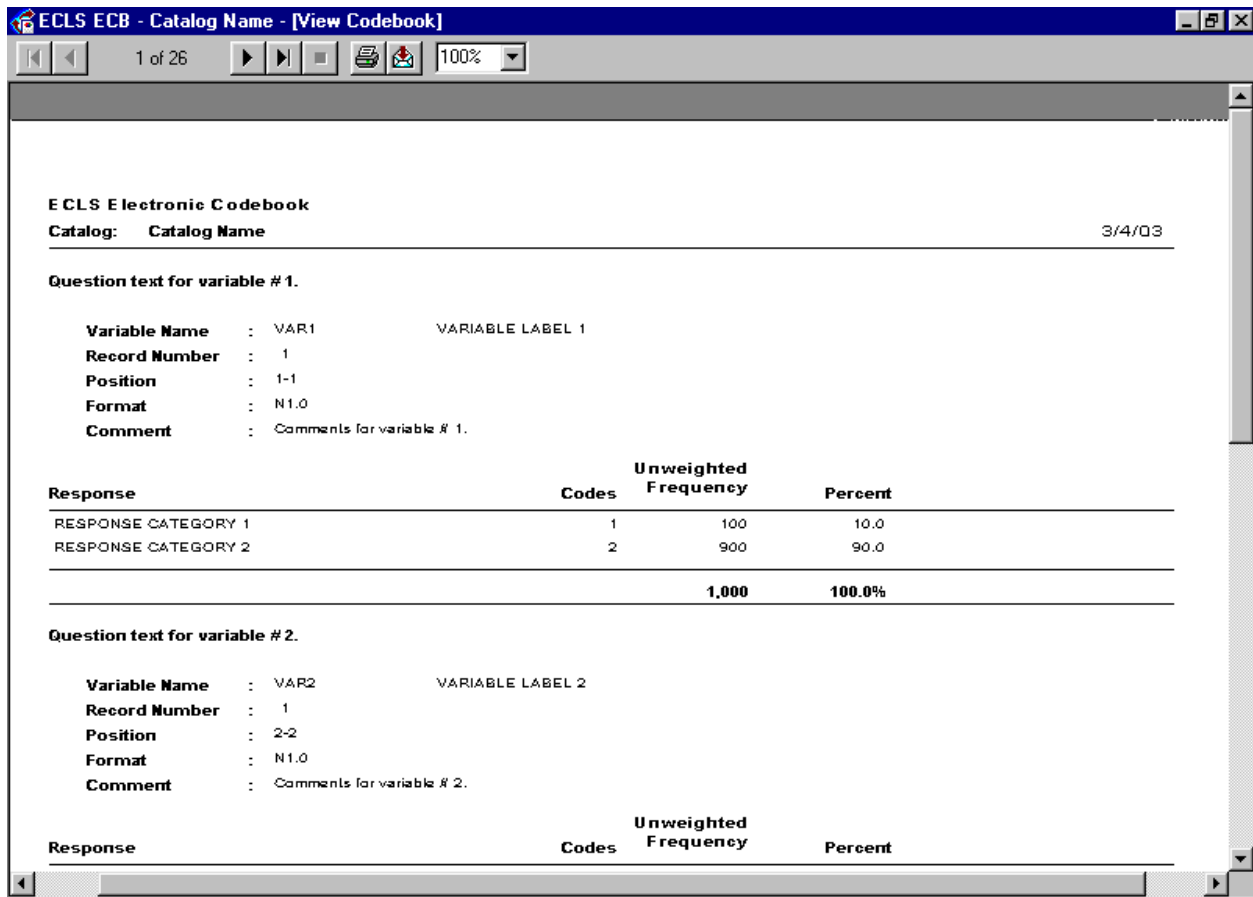 ECLS ECB - Catalog Name - [View Codebook]
1 of 26 100%
ECLS Electronic Codebook
Catalog: Catalog Name 3/4/03
Question text for variable # 1.
Variable Name : VAR1 VARIABLE LABEL 1
Record Number : 1
Position : 1-1
Format : N1.0
Comment : Comments for variable # 1.
Unweighted
Response Codes Frequency Percent
RESPONSE CATEGORY 1 1 100 10.0
RESPONSE CATEGORY 2 2 900 90.0
1,000 100.0%
Question text for variable # 2.
Variable Name : VAR2 VARIABLE LABEL 2
Record Number : 1
Position : 2-2
Format : N1.0
Comment : Comments for variable # 2.
Unweighted
Response Codes Frequency Percent